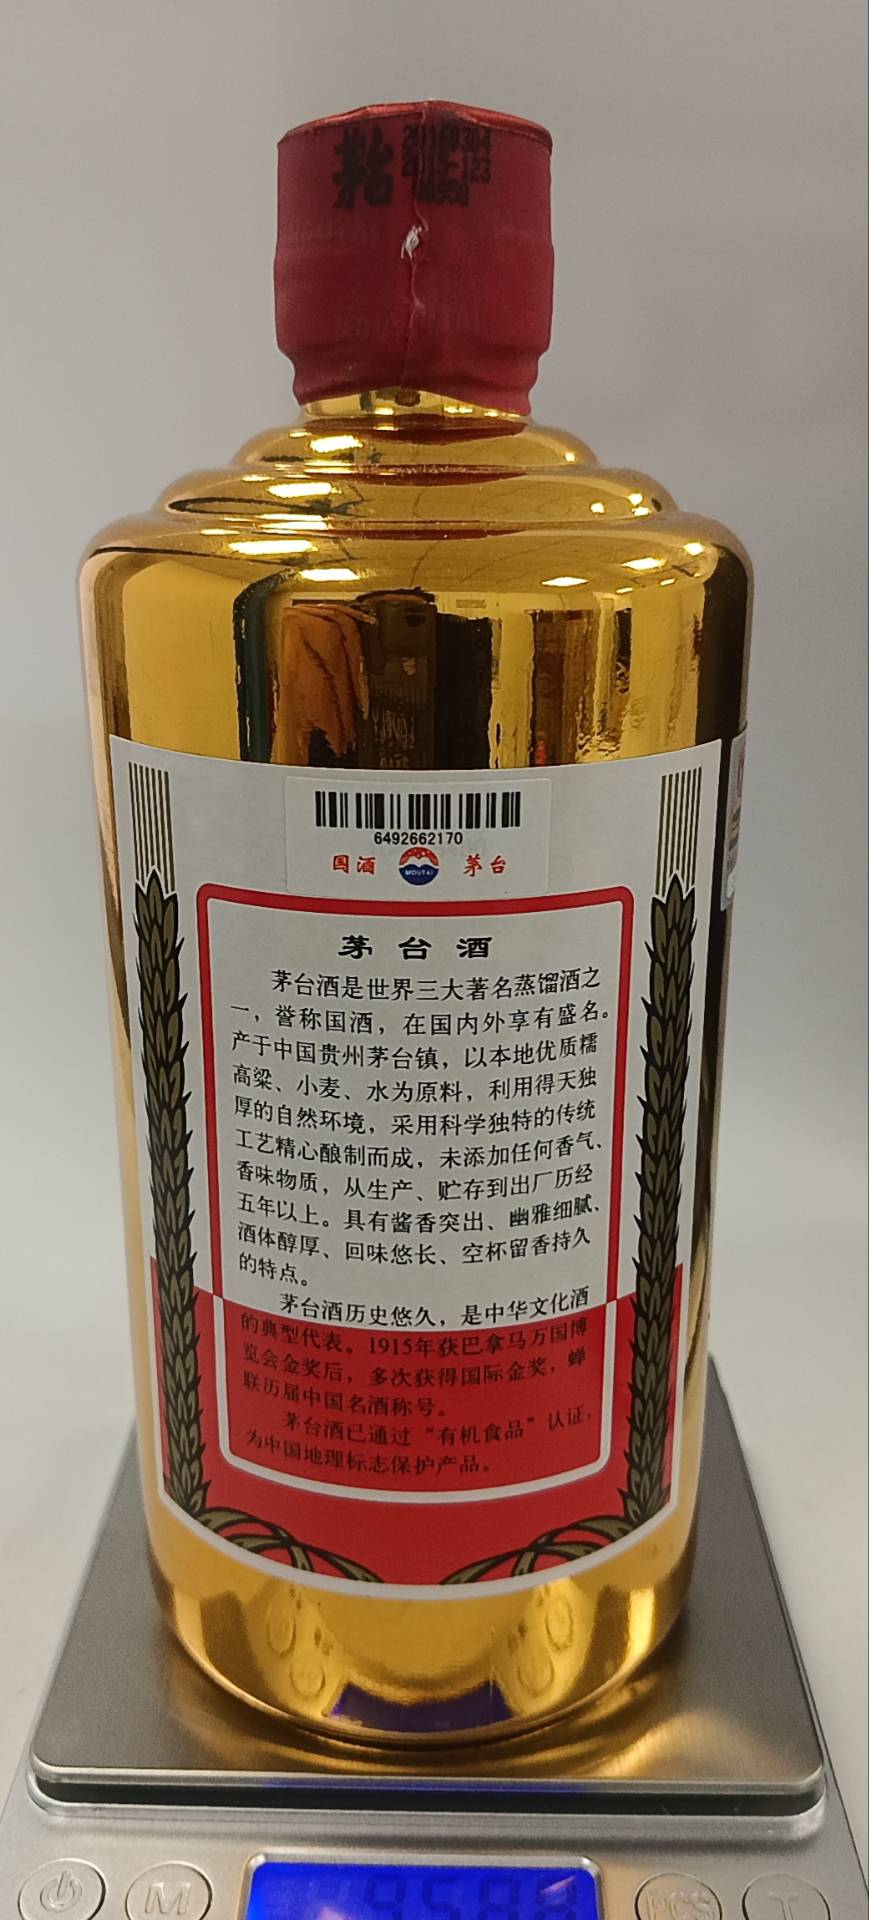 茅台
20160304
2015-123
6492662170
国酒 MOUTAI 茅台
茅台酒
茅台酒是世界三大著名蒸馏酒之
一，誉称国酒，在国内外享有盛名。
产于中国贵州茅台镇，以本地优质糯
高粱、小麦、水为原料，利用得天独
厚的自然环境，采用科学独特的传统
工艺精心酿制而成，未添加任何香气、
香味物质，从生产、贮存到出厂历经
五年以上。具有酱香突出、幽雅细腻、
酒体醇厚、回味悠长、空杯留香持久
的特点。
茅台酒历史悠久，是中华文化酒
的典型代表。1915年获巴拿马万国博
览会金奖后，多次获得国际金奖，蝉
联历届中国名酒称号。
茅台酒已通过“有机食品”认证，
为中国地理标志保护产品。
M
PCS
T